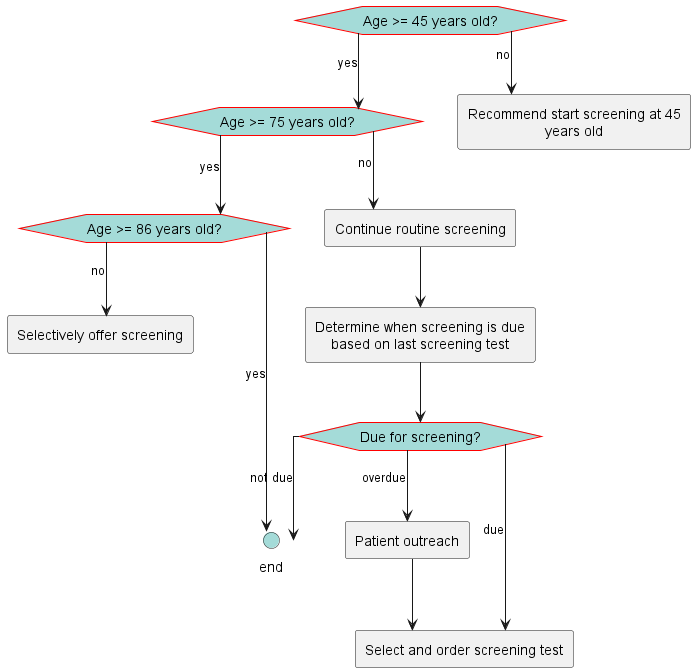 Age >= 45 years old?
yes
no
Recommend start screening at 45
years old
Age >= 75 years old?
yes
no
Age >= 86 years old?
Continue routine screening
no
Selectively offer screening
Determine when screening is due
based on last screening test
yes
Due for screening?
not due
overdue
due
Patient outreach
end
Select and order screening test